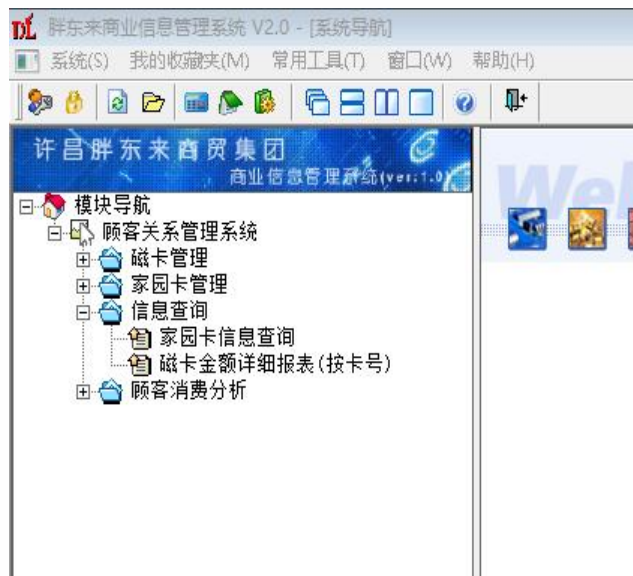 DL 胖东来商业信息管理系统 V2.0 - [系统导航]
系统(S) 我的收藏夹(M) 常用工具(T) 窗口(W) 帮助(H)
许昌胖东来商贸集团
商业信息管理系统(ver:1.0)
Wel
模块导航
顾客关系管理系统
磁卡管理
家园卡管理
信息查询
家园卡信息查询
磁卡金额详细报表(按卡号)
顾客消费分析